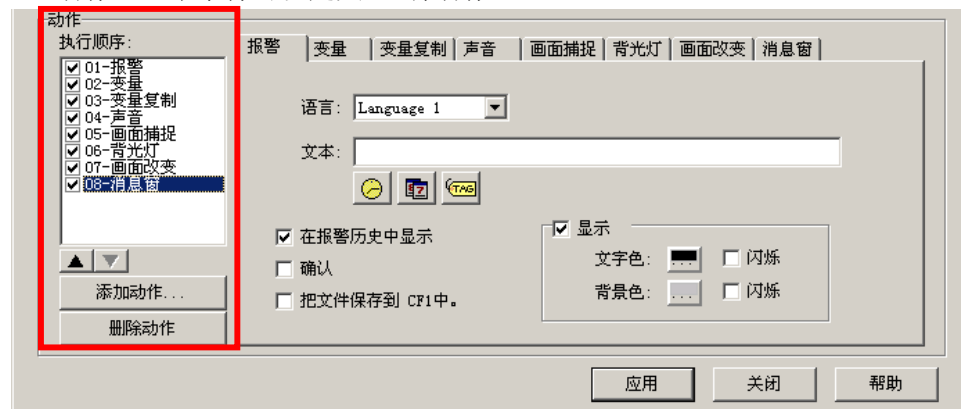 动作
执行顺序:
01-报警
02-变量
03-变量复制
04-声音
05-画面捕捉
06-背光灯
07-画面改变
08-消息窗
添加动作...
删除动作
报警 变量 变量复制 声音 画面捕捉 背光灯 画面改变 消息窗
语言: Language 1
文本:
TAG
在报警历史中显示
确认
把文件保存到 CF1中。
显示
文字色: ... 闪烁
背景色: ... 闪烁
应用 关闭 帮助